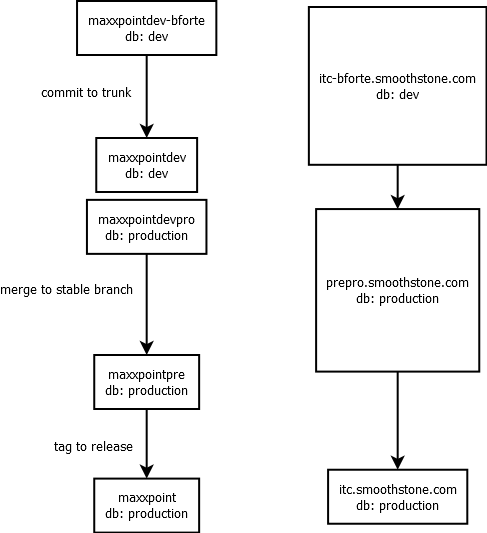 maxxpointdev-bforte
db: dev
commit to trunk
maxxpointdev
db: dev
maxxpointdevpro
db: production
merge to stable branch
maxxpointpre
db: production
tag to release
maxxpoint
db: production
itc-bforte.smoothstone.com
db: dev
prepro.smoothstone.com
db: production
itc.smoothstone.com
db: production